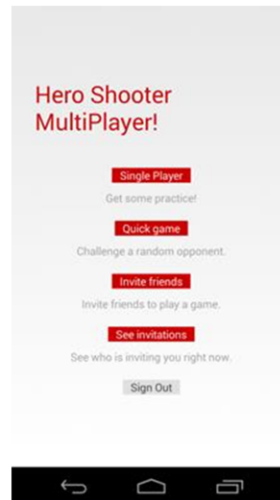 Hero Shooter
MultiPlayer!
Single Player
Get some practice!
Quick game
Challenge a random opponent.
Invite friends
Invite friends to play a game.
See invitations
See who is inviting you right now.
Sign Out